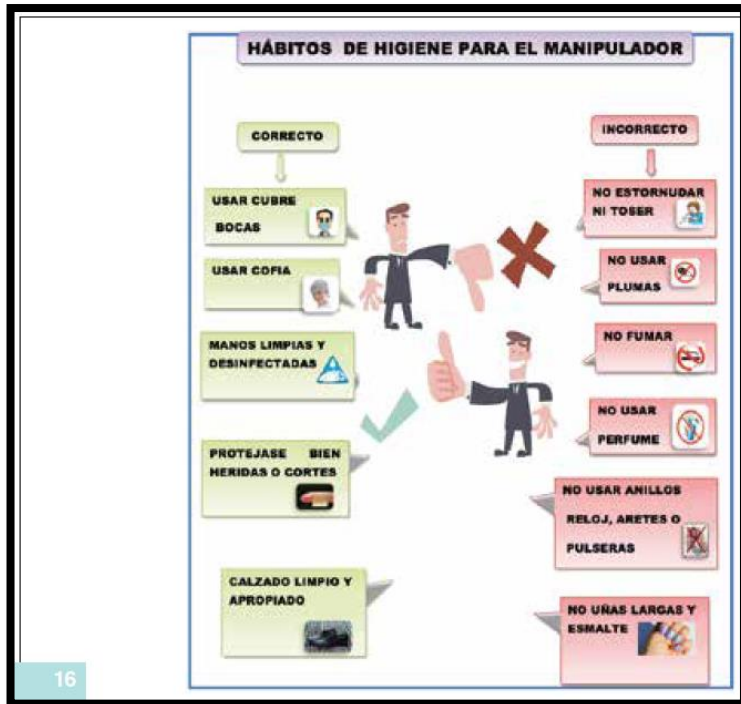 HÁBITOS DE HIGIENE PARA EL MANIPULADOR
CORRECTO
USAR CUBRE
BOCAS
USAR COFIA
MANOS LIMPIAS Y
DESINFECTADAS
PROTEJASE BIEN
HERIDAS O CORTES
CALZADO LIMPIO Y
APROPIADO
INCORRECTO
NO ESTORNUDAR
NI TOSER
NO USAR
PLUMAS
NO FUMAR
NO USAR
PERFUME
NO USAR ANILLOS
RELOJ, ARETES O
PULSERAS
NO UÑAS LARGAS Y
ESMALTE
16